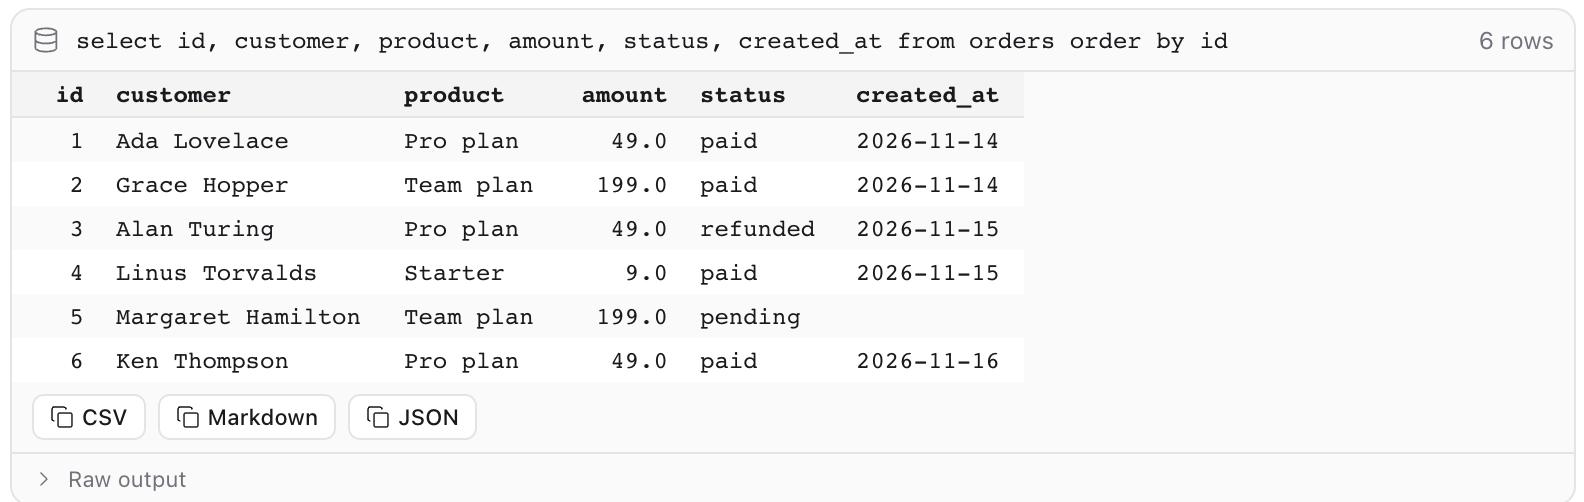 select id, customer, product, amount, status, created_at from orders order by id 6 rows
id customer product amount status created_at
1 Ada Lovelace Pro plan 49.0 paid 2026-11-14
2 Grace Hopper Team plan 199.0 paid 2026-11-14
3 Alan Turing Pro plan 49.0 refunded 2026-11-15
4 Linus Torvalds Starter 9.0 paid 2026-11-15
5 Margaret Hamilton Team plan 199.0 pending
6 Ken Thompson Pro plan 49.0 paid 2026-11-16
CSV Markdown JSON
Raw output